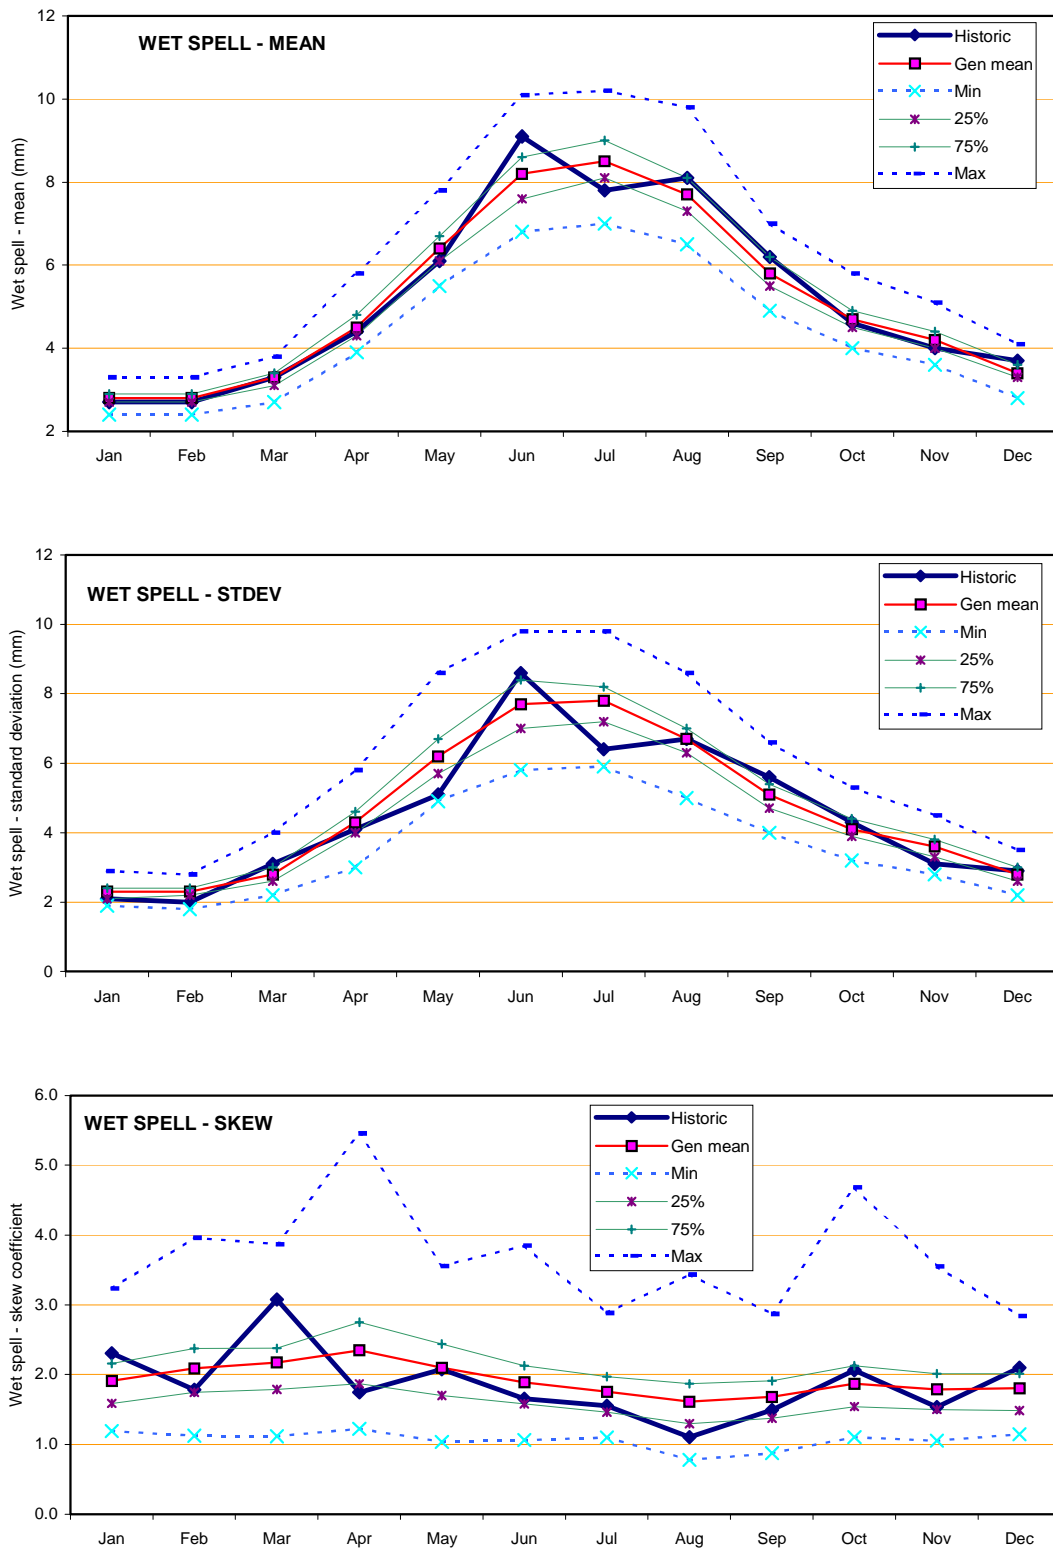 WET SPELL - MEAN
Historic
Gen mean
Min
25%
75%
Max
Wet spell - mean (mm)
12
10
8
6
4
2
Jan Feb Mar Apr May Jun Jul Aug Sep Oct Nov Dec
WET SPELL - STDEV
Historic
Gen mean
Min
25%
75%
Max
Wet spell - standard deviation (mm)
12
10
8
6
4
2
0
Jan Feb Mar Apr May Jun Jul Aug Sep Oct Nov Dec
WET SPELL - SKEW
Historic
Gen mean
Min
25%
75%
Max
Wet spell - skew coefficient
6.0
5.0
4.0
3.0
2.0
1.0
0.0
Jan Feb Mar Apr May Jun Jul Aug Sep Oct Nov Dec